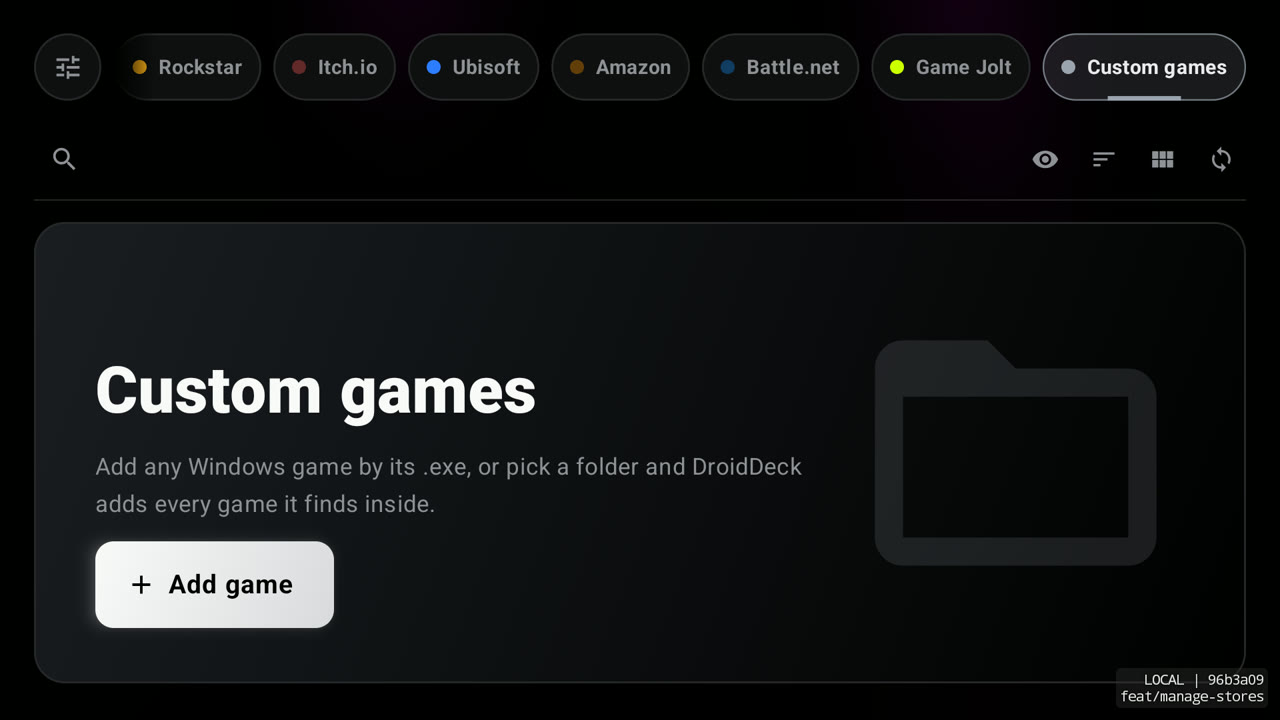 Rockstar
Itch.io
Ubisoft
Amazon
Battle.net
Game Jolt
Custom games
Custom games
Add any Windows game by its .exe, or pick a folder and DroidDeck
adds every game it finds inside.
Add game
LOCAL | 96b3a09
feat/manage-stores